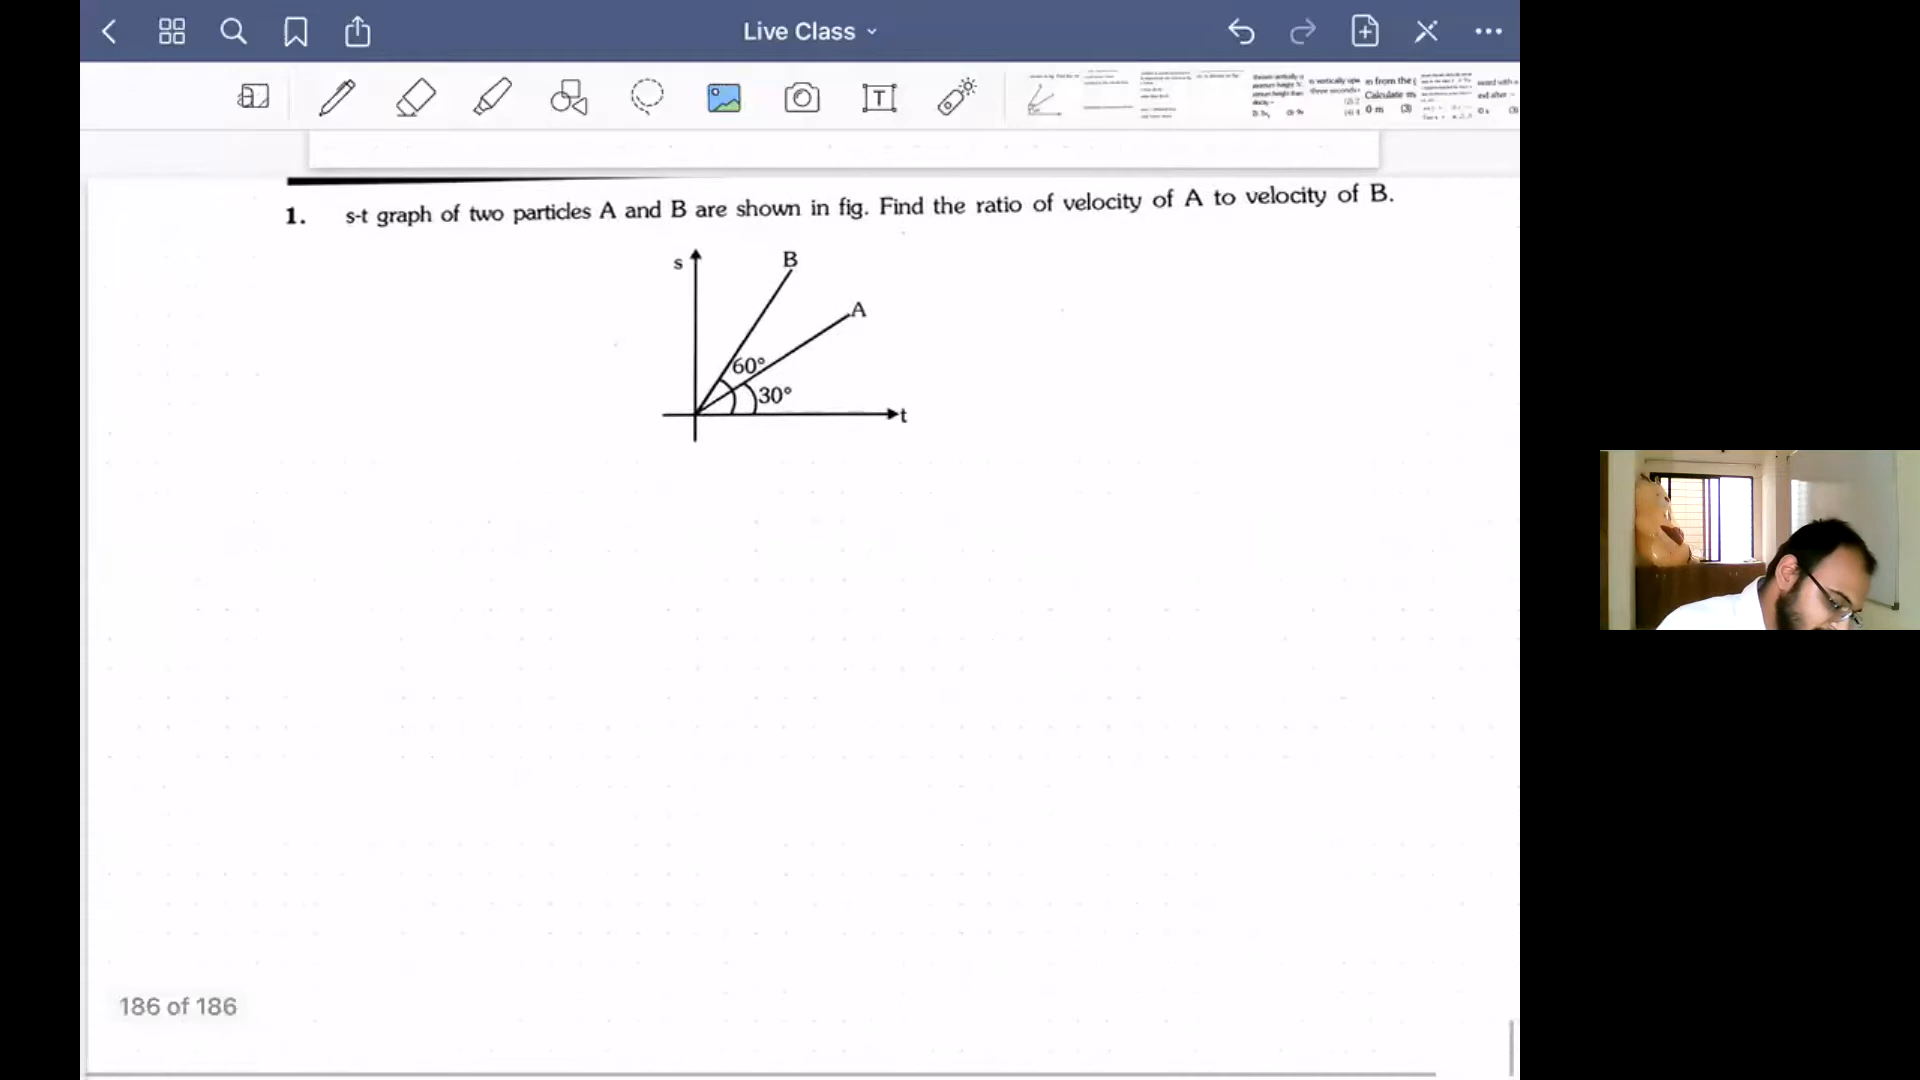 Live Class
T
1. s-t graph of two particles A and B are shown in fig. Find the ratio of velocity of A to velocity of B.
s
B
A
60°
30°
t
186 of 186